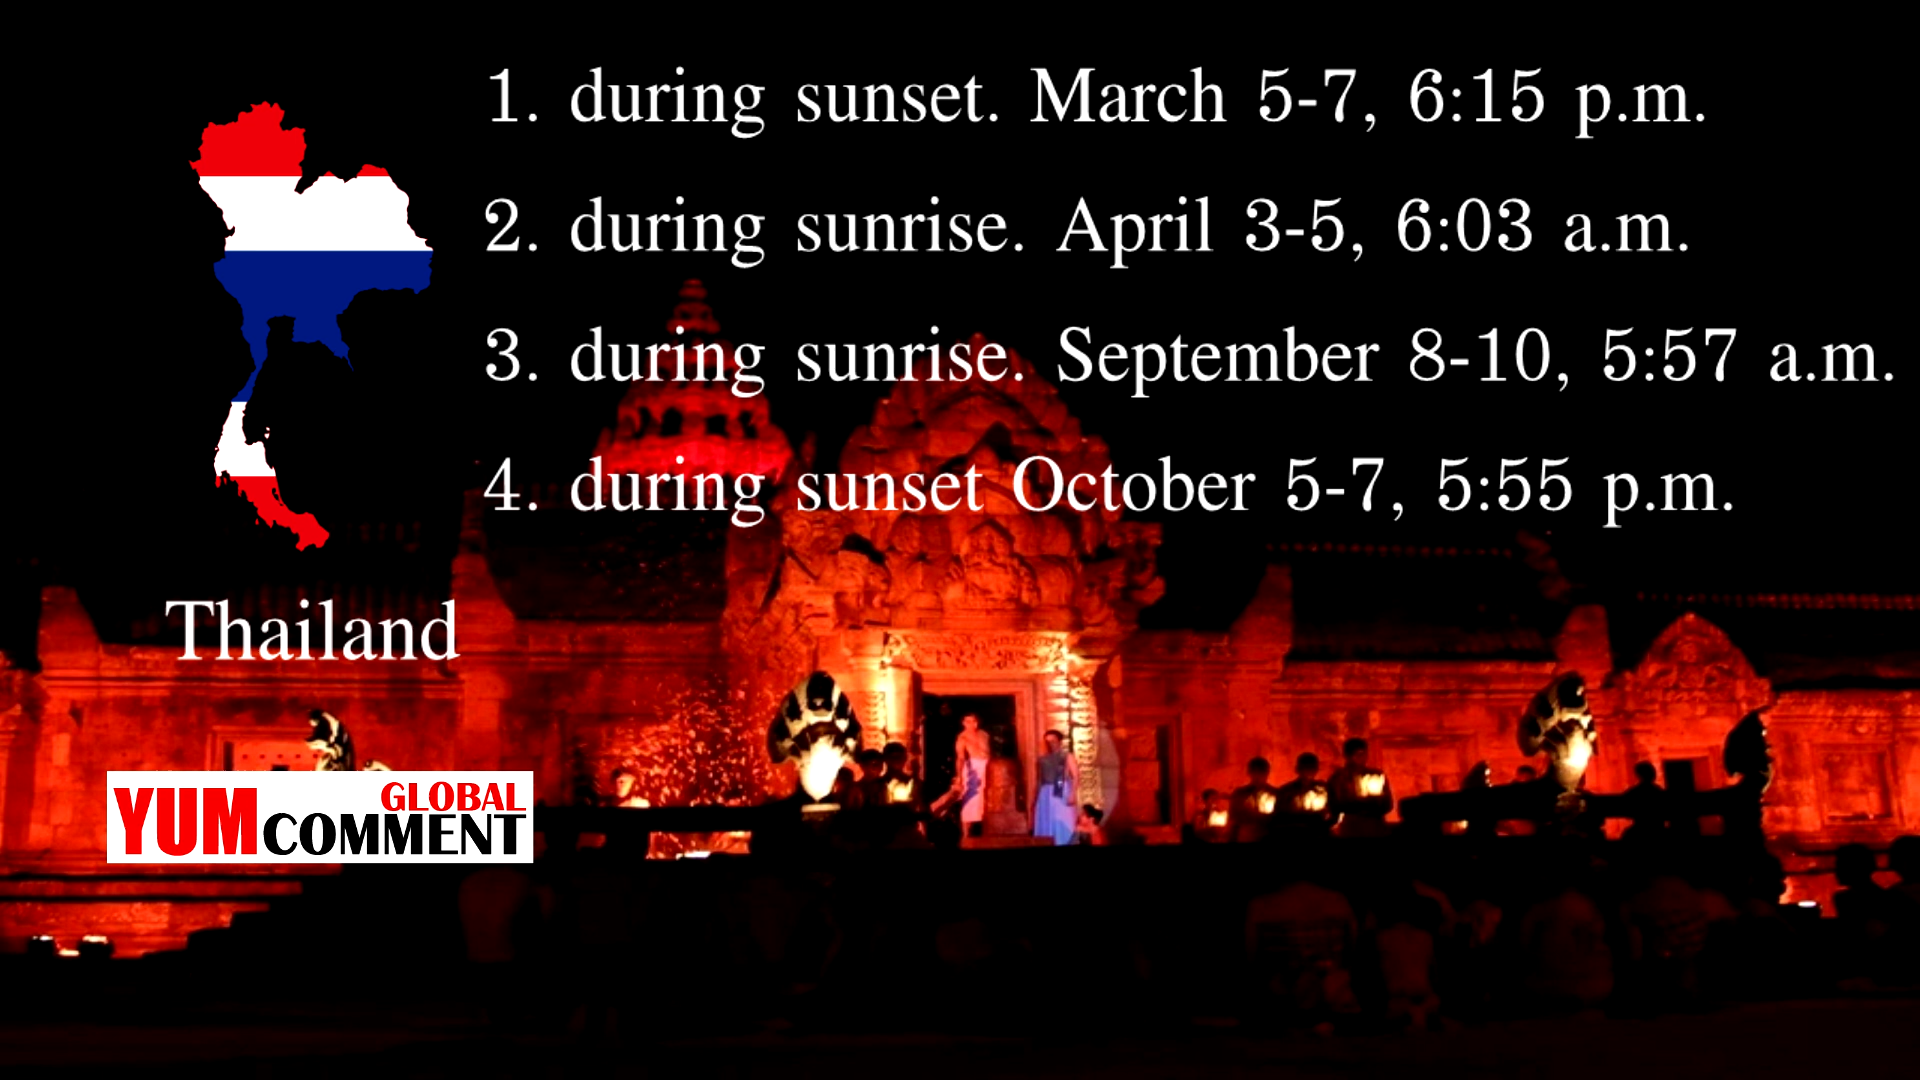 1. during sunset. March 5-7, 6:15 p.m.
2. during sunrise. April 3-5, 6:03 a.m.
3. during sunrise. September 8-10, 5:57 a.m.
4. during sunset October 5-7, 5:55 p.m.
Thailand
GLOBAL
YUM COMMENT